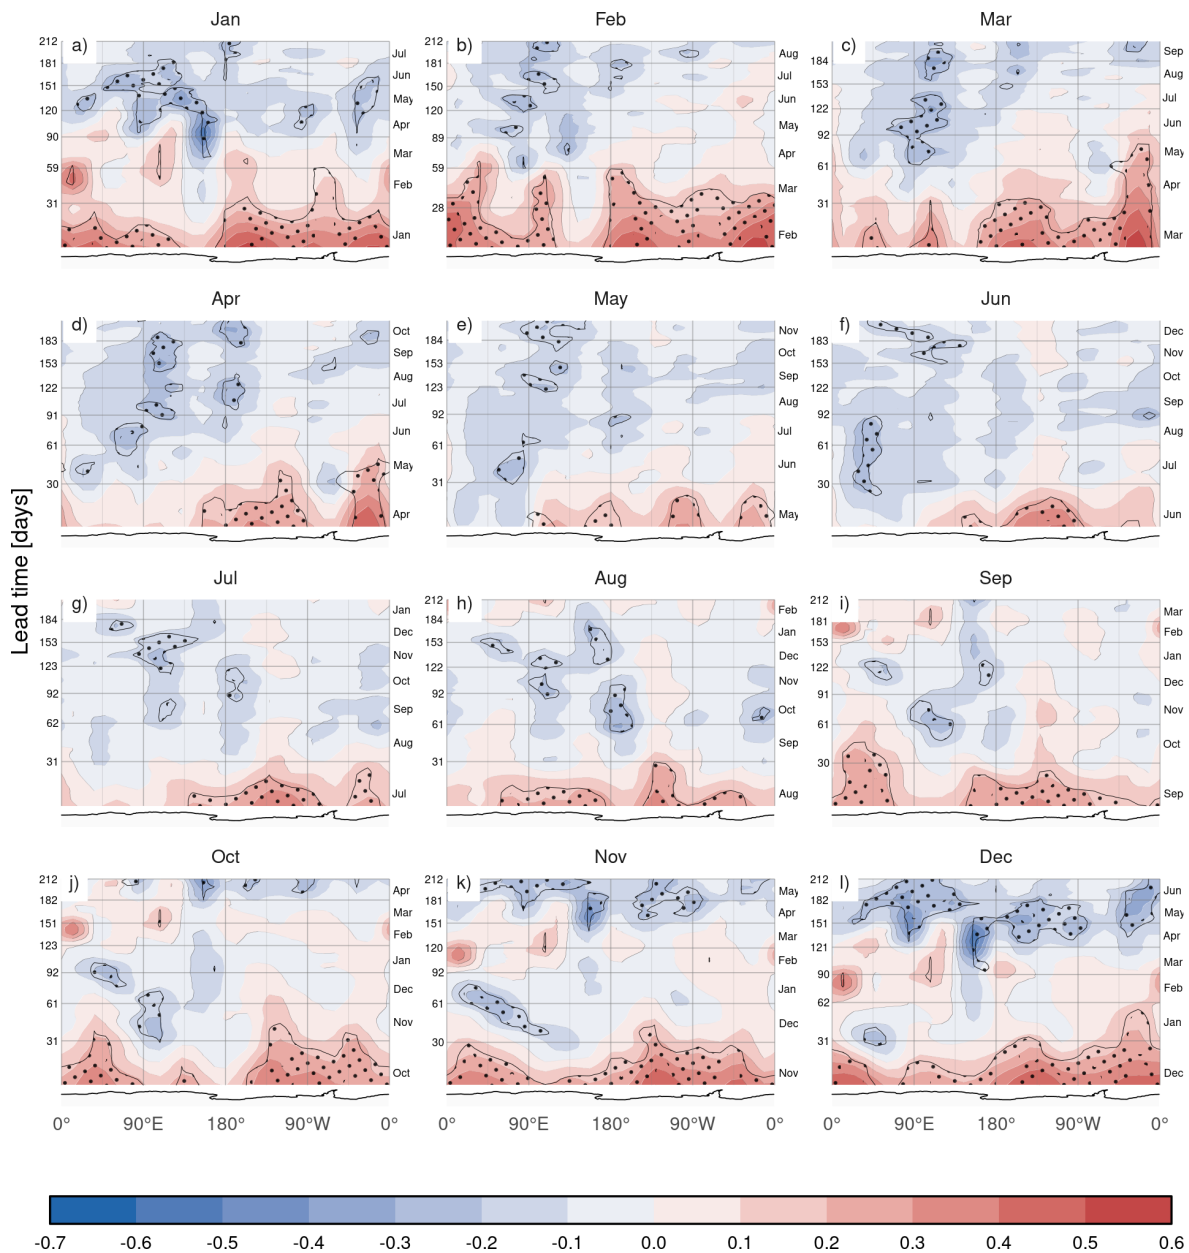 Jan Feb Mar
a) b) c)
212 181 151 120 90 59 31
Jul Jun May Apr Mar Feb Jan
212 181 151 120 89 59 28
Aug Jul Jun May Apr Mar Feb
212 184 153 122 92 61 31
Sep Aug Jul Jun May Apr Mar
Apr May Jun
d) e) f)
183 153 122 91 61 30
Oct Sep Aug Jul Jun May Apr
184 153 123 92 61 31
Nov Oct Sep Aug Jul Jun May
183 153 122 92 61 30
Dec Nov Oct Sep Aug Jul Jun
Lead time [days]
Jul Aug Sep
g) h) i)
184 153 123 92 62 31
Jan Dec Nov Oct Sep Aug Jul
212 184 153 122 92 61 31
Feb Jan Dec Nov Oct Sep Aug
212 181 153 122 91 61 30
Mar Feb Jan Dec Nov Oct Sep
Oct Nov Dec
j) k) l)
212 182 151 123 92 61 31
Apr Mar Feb Jan Dec Nov Oct
212 181 151 120 92 61 30
May Apr Mar Feb Jan Dec Nov
212 182 151 121 90 62 31
Jun May Apr Mar Feb Jan Dec
0° 90°E 180° 90°W 0° 90°E 180° 90°W 0° 90°E 180° 90°W 0°
-0.7 -0.6 -0.5 -0.4 -0.3 -0.2 -0.1 0.0 0.1 0.2 0.3 0.4 0.5 0.6